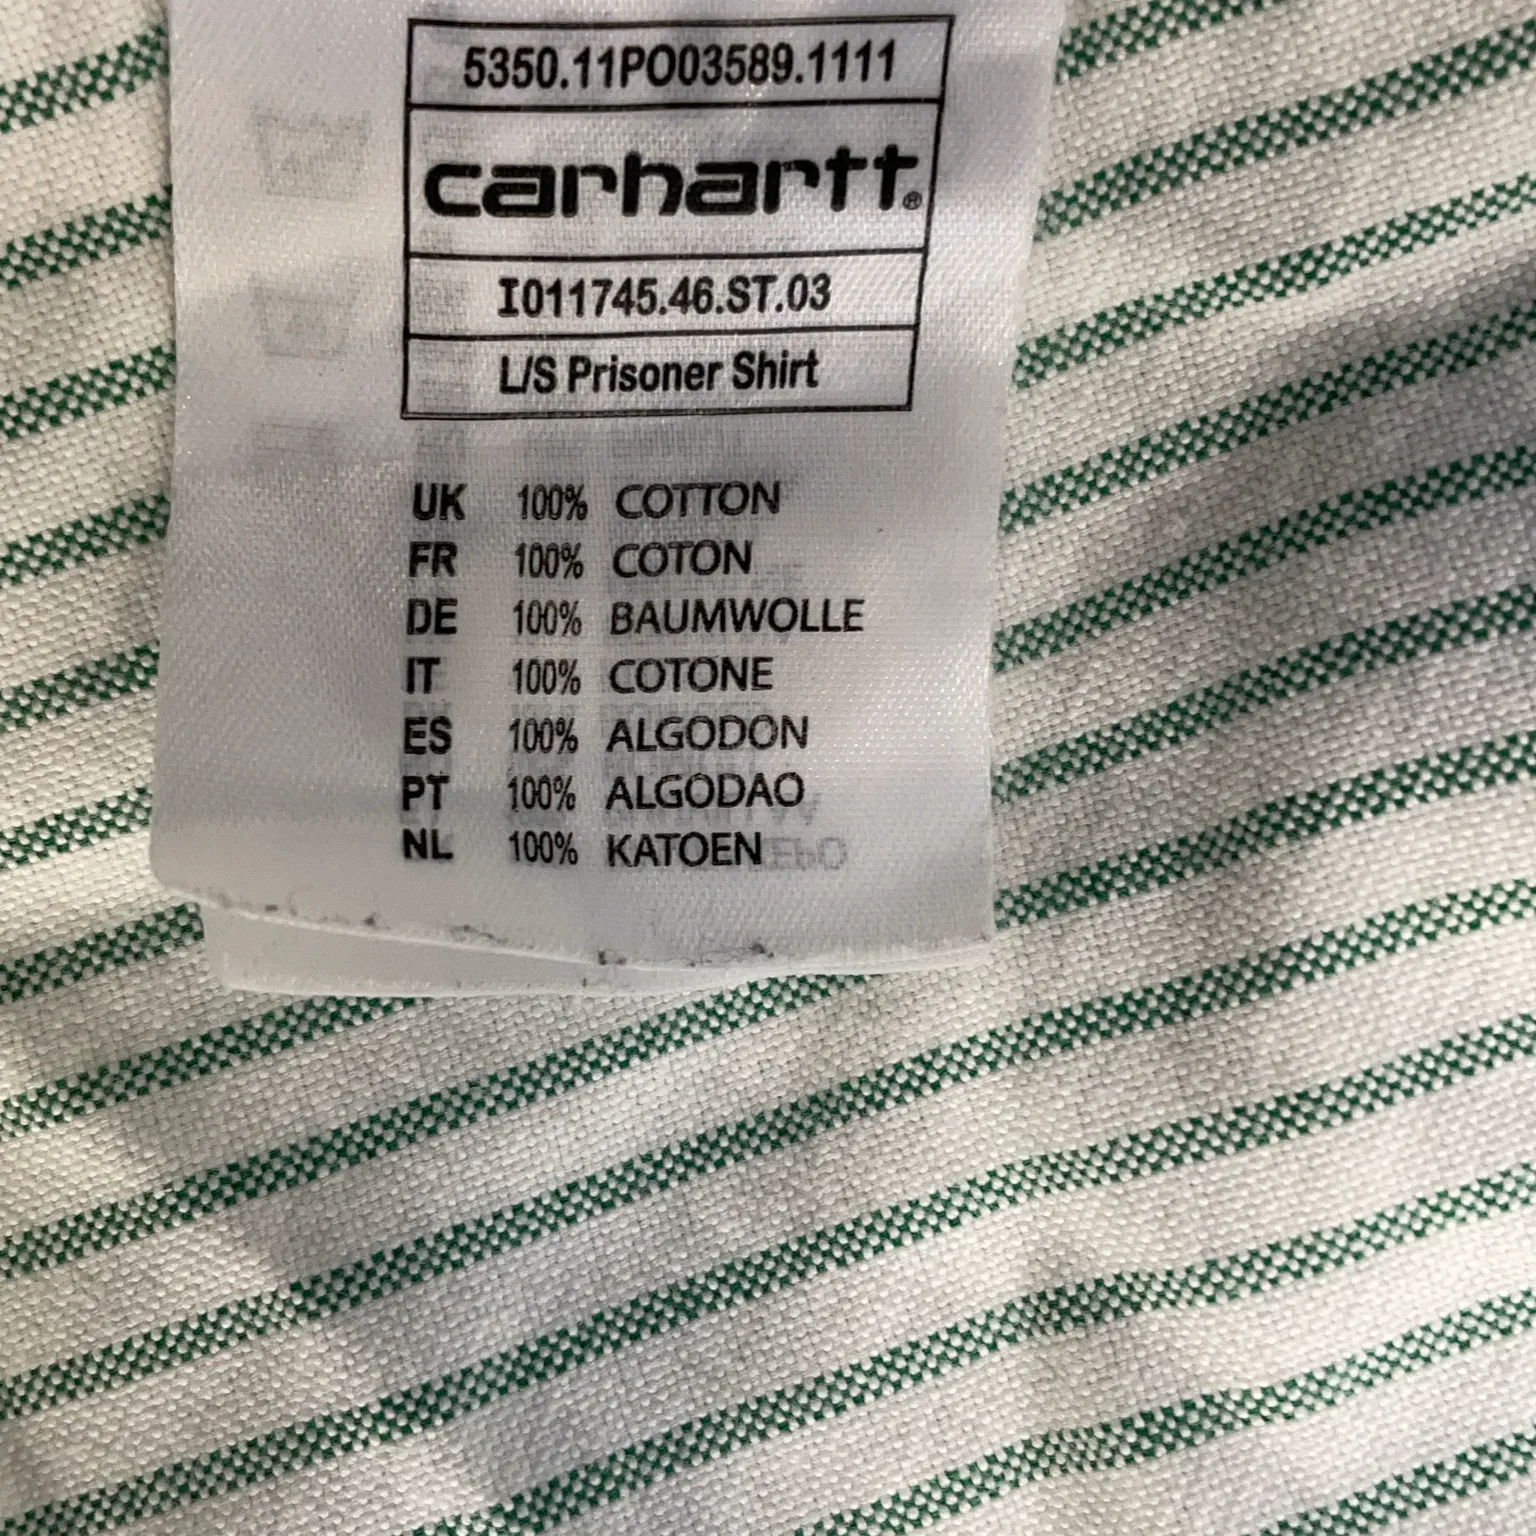 5350.11PO03589.1111
carhartt®
I011745.46.ST.03
L/S Prisoner Shirt
UK 100% COTTON
FR 100% COTON
DE 100% BAUMWOLLE
IT 100% COTONE
ES 100% ALGODON
PT 100% ALGODAO
NL 100% KATOEN